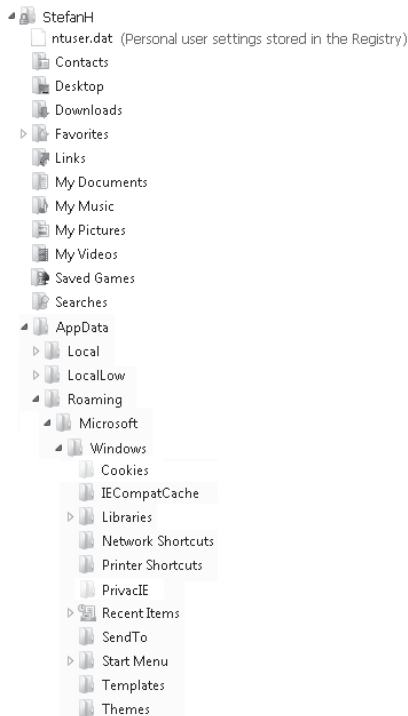 StefanH
ntuser.dat (Personal user settings stored in the Registry)
Contacts
Desktop
Downloads
Favorites
Links
My Documents
My Music
My Pictures
My Videos
Saved Games
Searches
AppData
Local
LocalLow
Roaming
Microsoft
Windows
Cookies
IECompatCache
Libraries
Network Shortcuts
Printer Shortcuts
PrivacIE
Recent Items
SendTo
Start Menu
Templates
Themes